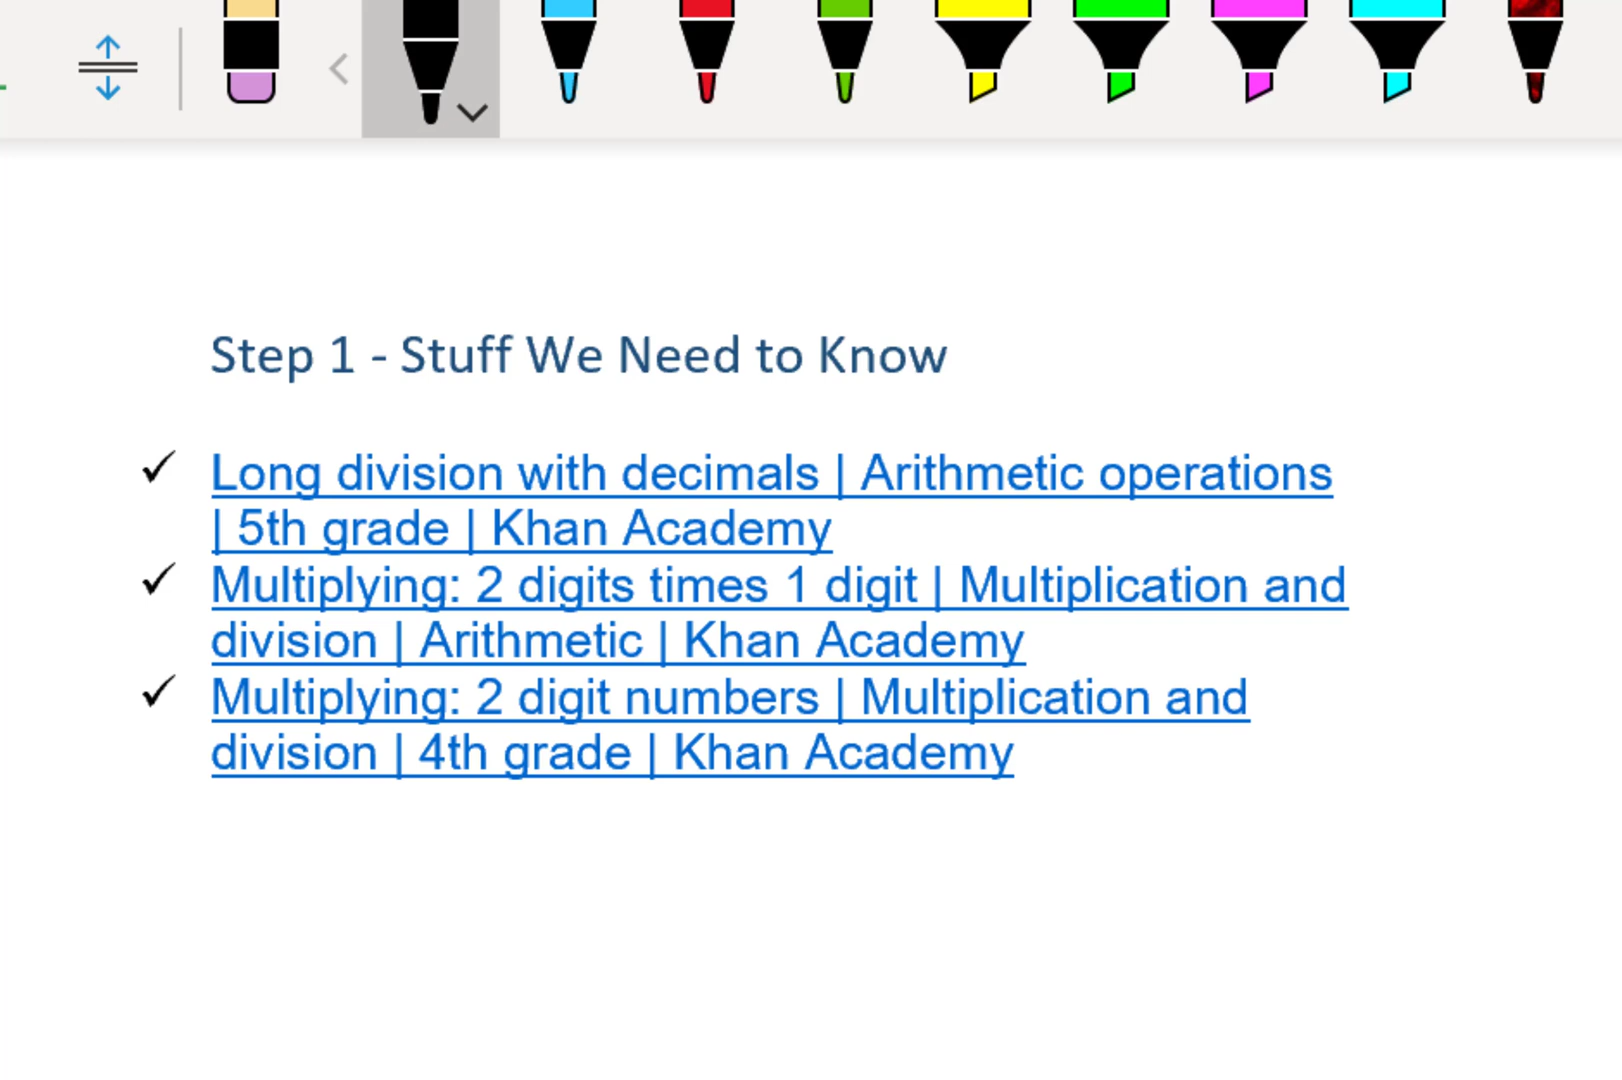 Step 1 - Stuff We Need to Know
Long division with decimals | Arithmetic operations
| 5th grade | Khan Academy
Multiplying: 2 digits times 1 digit | Multiplication and
division | Arithmetic | Khan Academy
Multiplying: 2 digit numbers | Multiplication and
division | 4th grade | Khan Academy